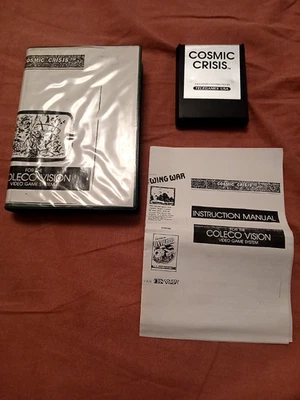 COSMIC CRISIS
FOR THE
COLECO VISION
VIDEO GAME SYSTEM
COSMIC
CRISIS.
TELEGAMES USA
WING WAR
COSMIC CRISIS
INSTRUCTION MANUAL
FOR THE
COLECO VISION
VIDEO GAME SYSTEM